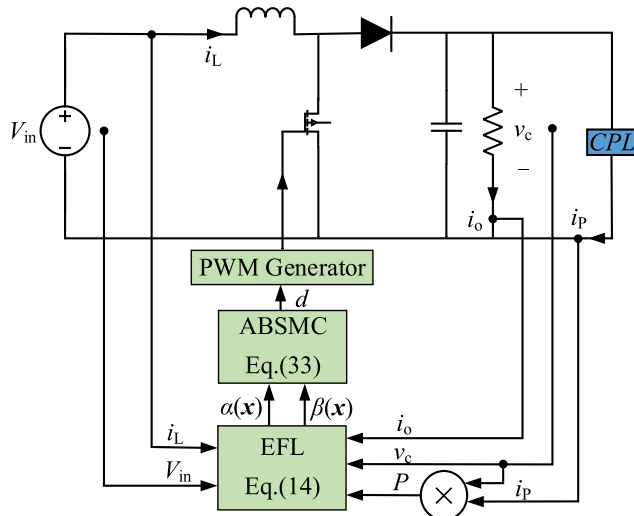 i_L
V_in
+
−
+
v_c
−
CPL
i_o
i_P
PWM Generator
d
ABSMC
Eq.(33)
α(x)
β(x)
i_L
V_in
EFL
Eq.(14)
i_o
v_c
P
×
i_P